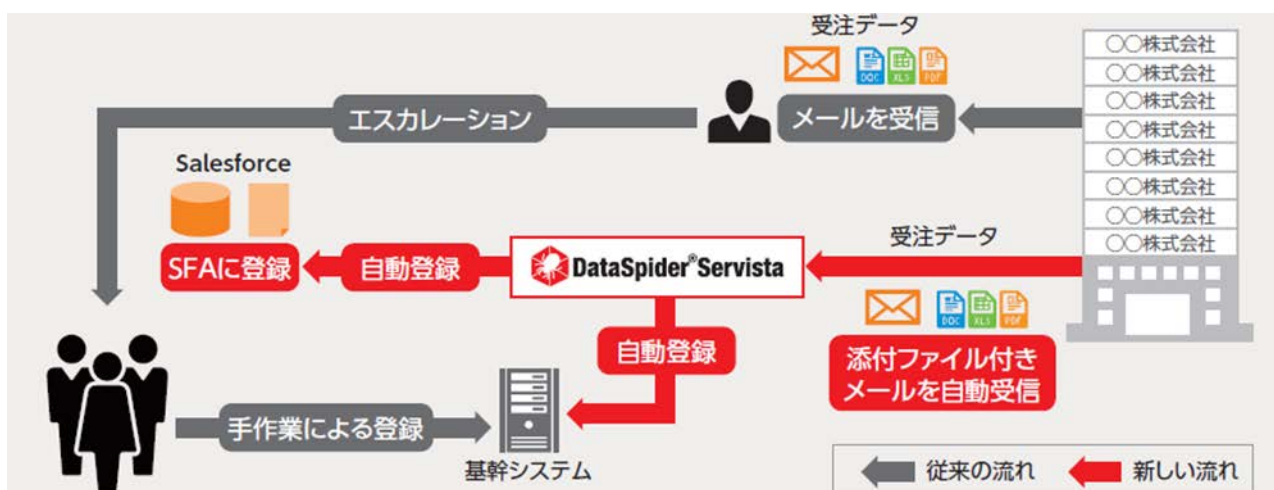 受注データ
DOC XLS PDF
エスカレーション
メールを受信
○○株式会社
○○株式会社
○○株式会社
○○株式会社
○○株式会社
○○株式会社
○○株式会社
○○株式会社
Salesforce
SFAに登録
自動登録
DataSpider® Servista
受注データ
DOC XLS PDF
添付ファイル付き
メールを自動受信
自動登録
手作業による登録
基幹システム
従来の流れ
新しい流れ